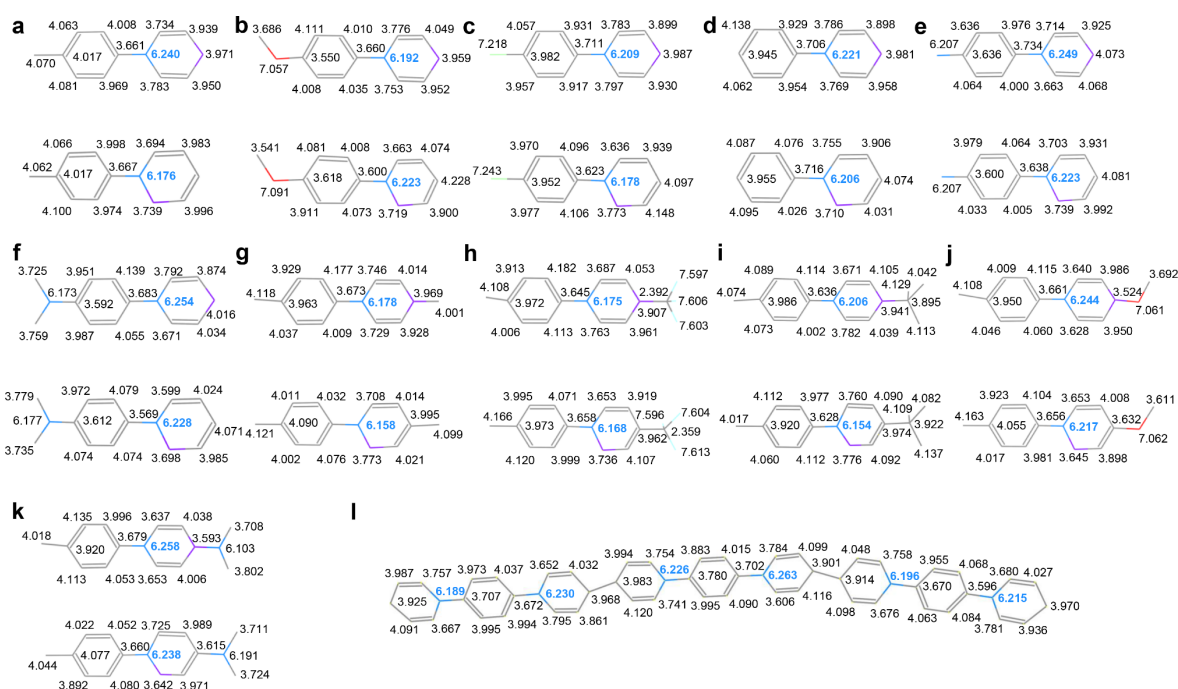 a
4.063 4.008 3.734 3.939
4.017 3.661 6.240 3.971
4.070
4.081 3.969 3.783 3.950
4.066 3.998 3.694 3.983
4.062 4.017 3.667 6.176
4.100 3.974 3.739 3.996
b
3.686 4.111 4.010 3.776 4.049
7.057 3.550 3.660 6.192 3.959
4.008 4.035 3.753 3.952
3.541 4.081 4.008 3.663 4.074
7.091 3.618 3.600 6.223 4.228
3.911 4.073 3.719 3.900
c
4.057 3.931 3.783 3.899
7.218 3.982 3.711 6.209 3.987
3.957 3.917 3.797 3.930
3.970 4.096 3.636 3.939
7.243 3.952 3.623 6.178 4.097
3.977 4.106 3.773 4.148
d
4.138 3.929 3.786 3.898
3.945 3.706 6.221 3.981
4.062 3.954 3.769 3.958
4.087 4.076 3.755 3.906
3.955 3.716 6.206 4.074
4.095 4.026 3.710 4.031
e
3.636 3.976 3.714 3.925
6.207 3.636 3.734 6.249 4.073
4.064 4.000 3.663 4.068
3.979 4.064 3.703 3.931
6.207 3.600 3.638 6.223 4.081
4.033 4.005 3.739 3.992
f
3.725 3.951 4.139 3.792 3.874
6.173 3.592 3.683 6.254 4.016
3.759 3.987 4.055 3.671 4.034
3.779 3.972 4.079 3.599 4.024
6.177 3.612 3.569 6.228 4.071
3.735 4.074 4.074 3.698 3.985
g
3.929 4.177 3.746 4.014
4.118 3.963 3.673 6.178 3.969 4.001
4.037 4.009 3.729 3.928
4.011 4.032 3.708 4.014
4.121 4.090 6.158 3.995 4.099
4.002 4.076 3.773 4.021
h
3.913 4.182 3.687 4.053 7.597
4.108 3.972 3.645 6.175 2.392 7.606
3.907 7.603
4.006 4.113 3.763 3.961
3.995 4.071 3.653 3.919
4.166 3.973 3.658 6.168 7.596 7.604
3.962 2.359 7.613
4.120 3.999 3.736 4.107
i
4.089 4.114 3.671 4.105 4.042
4.074 3.986 3.636 6.206 4.129 3.895
3.941 4.113
4.073 4.002 3.782 4.039
4.112 3.977 3.760 4.090 4.082
4.017 3.920 3.628 6.154 4.109 3.922
3.974 4.137
4.060 4.112 3.776 4.092
j
4.009 4.115 3.640 3.986 3.692
4.108 3.950 3.661 6.244 3.524 7.061
4.046 4.060 3.628 3.950
3.923 4.104 3.653 4.008 3.611
4.163 4.055 3.656 6.217 3.632 7.062
4.017 3.981 3.645 3.898
k
4.135 3.996 3.637 4.038 3.708
4.018 3.920 3.679 6.258 3.593 6.103
3.802
4.113 4.053 3.653 4.006
4.022 4.052 3.725 3.989 3.711
4.044 4.077 3.660 6.238 3.615 6.191
3.724
3.892 4.080 3.642 3.971
l
3.987 3.757 3.973 4.037 3.652 4.032 3.994 3.754 3.883 4.015 3.784 4.099 3.901 4.048 3.758 3.955 4.068 3.680 4.027
3.925 6.189 3.707 3.672 6.230 3.968 3.983 6.226 3.780 3.702 6.263 3.914 6.196 3.670 3.596 6.215 3.970
4.091 3.667 3.995 3.994 3.795 3.861 4.120 3.741 3.995 4.090 3.606 4.116 4.098 3.676 4.063 4.084 3.781 3.936